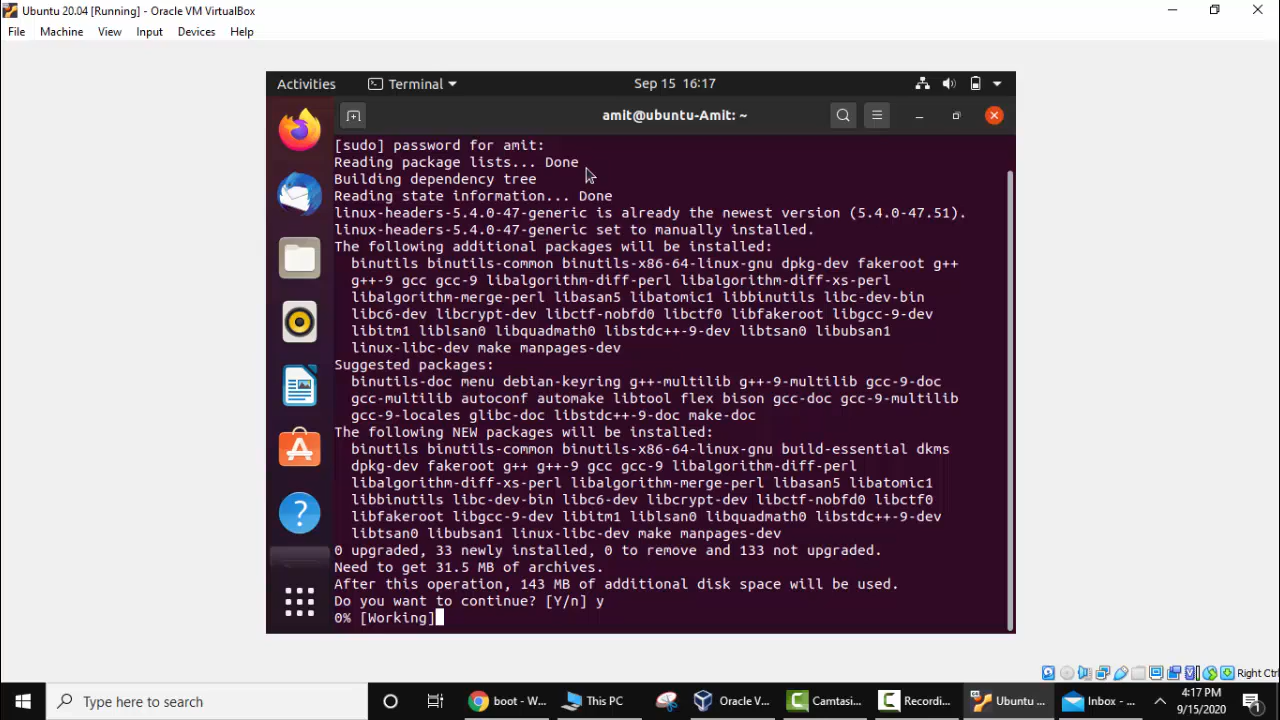 Ubuntu 20.04 [Running] - Oracle VM VirtualBox
File Machine View Input Devices Help
Activities Terminal Sep 15 16:17
amit@ubuntu-Amit: ~
[sudo] password for amit:
Reading package lists... Done
Building dependency tree
Reading state information... Done
linux-headers-5.4.0-47-generic is already the newest version (5.4.0-47.51).
linux-headers-5.4.0-47-generic set to manually installed.
The following additional packages will be installed:
binutils binutils-common binutils-x86-64-linux-gnu dpkg-dev fakeroot g++
g++-9 gcc gcc-9 libalgorithm-diff-perl libalgorithm-diff-xs-perl
libalgorithm-merge-perl libasan5 libatomic1 libbinutils libc-dev-bin
libc6-dev libcrypt-dev libctf-nobfd0 libctf0 libfakeroot libgcc-9-dev
libitm1 liblsan0 libquadmath0 libstdc++-9-dev libtsan0 libubsan1
linux-libc-dev make manpages-dev
Suggested packages:
binutils-doc menu debian-keyring g++-multilib g++-9-multilib gcc-9-doc
gcc-multilib autoconf automake libtool flex bison gcc-doc gcc-9-multilib
gcc-9-locales glibc-doc libstdc++-9-doc make-doc
The following NEW packages will be installed:
binutils binutils-common binutils-x86-64-linux-gnu build-essential dkms
dpkg-dev fakeroot g++ g++-9 gcc gcc-9 libalgorithm-diff-perl
libalgorithm-diff-xs-perl libalgorithm-merge-perl libasan5 libatomic1
libbinutils libc-dev-bin libc6-dev libcrypt-dev libctf-nobfd0 libctf0
libfakeroot libgcc-9-dev libitm1 liblsan0 libquadmath0 libstdc++-9-dev
libtsan0 libubsan1 linux-libc-dev make manpages-dev
0 upgraded, 33 newly installed, 0 to remove and 133 not upgraded.
Need to get 31.5 MB of archives.
After this operation, 143 MB of additional disk space will be used.
Do you want to continue? [Y/n] y
0% [Working]
Right Ctrl
Type here to search boot - W... This PC Oracle V... Camtasi... Recordi... Ubuntu ... Inbox - ... 4:17 PM
9/15/2020 1